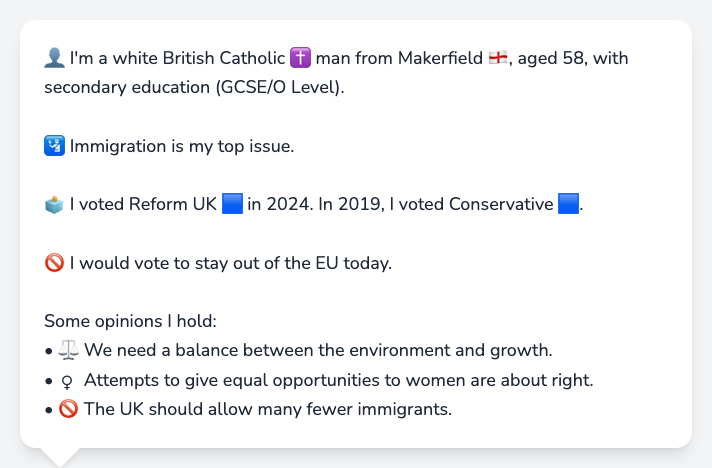 👤 I'm a white British Catholic ✝️ man from Makerfield 🏴󠁧󠁢󠁥󠁮󠁧󠁿, aged 58, with
secondary education (GCSE/O Level).
🛂 Immigration is my top issue.
🗳️ I voted Reform UK 🟦 in 2024. In 2019, I voted Conservative 🟦.
🚫 I would vote to stay out of the EU today.
Some opinions I hold:
• ⚖️ We need a balance between the environment and growth.
• ♀ Attempts to give equal opportunities to women are about right.
• 🚫 The UK should allow many fewer immigrants.